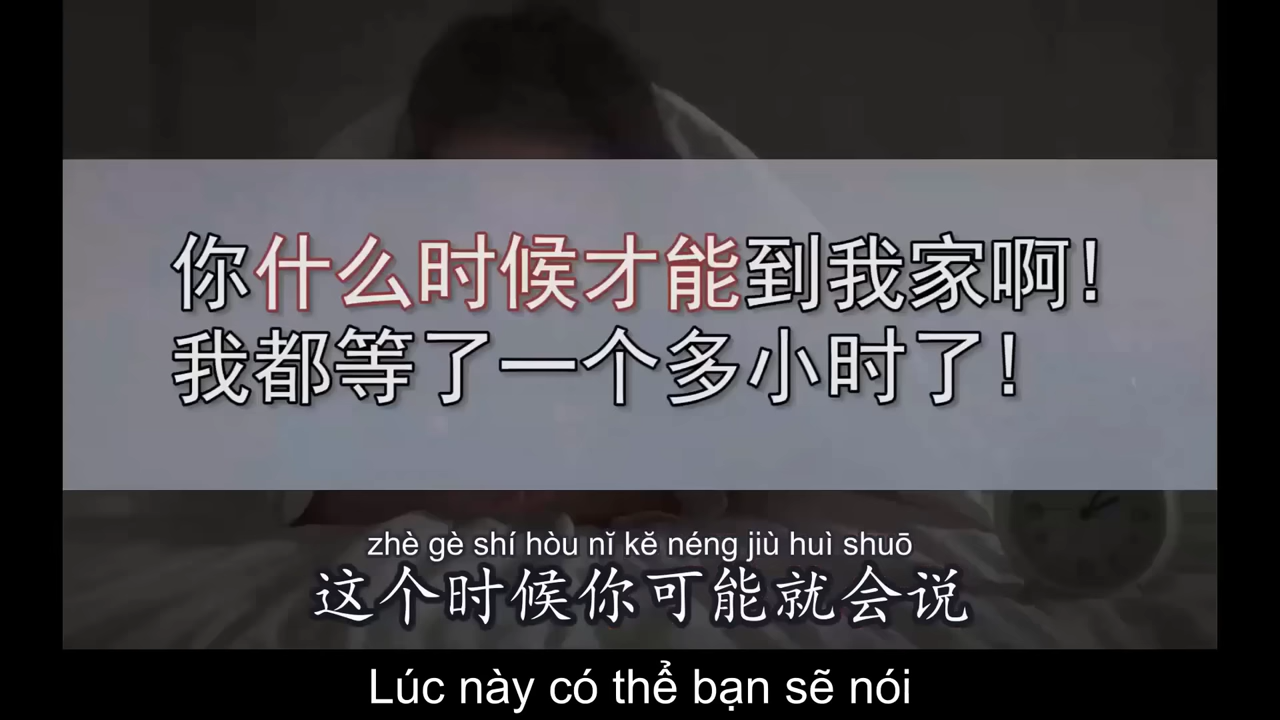 你什么时候才能到我家啊！
我都等了一个多小时了！
zhè gè shí hòu nǐ kě néng jiù huì shuō
这个时候你可能就会说
Lúc này có thể bạn sẽ nói